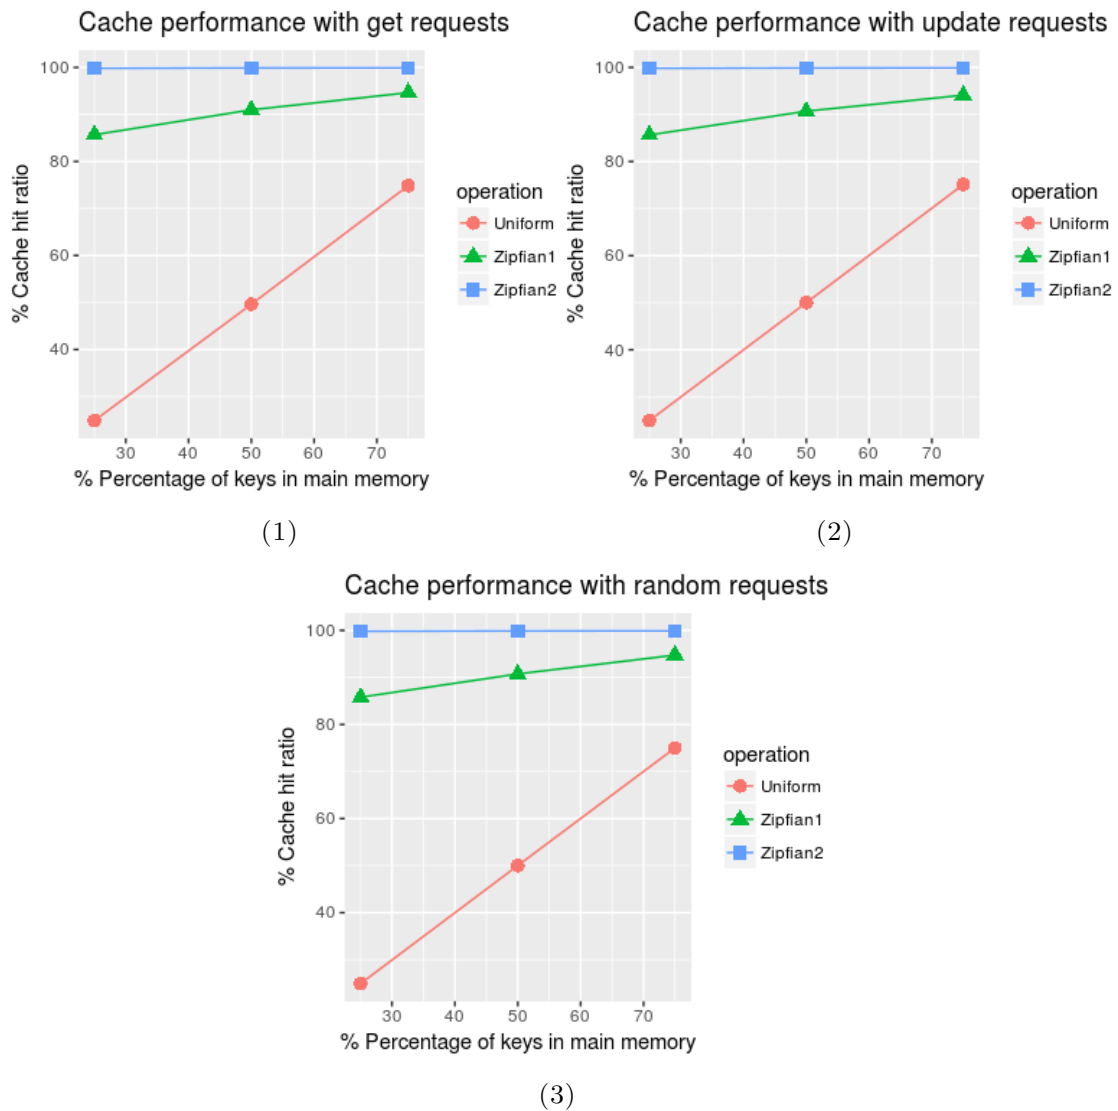 Cache performance with get requests
100
80
60
40
% Cache hit ratio
30 40 50 60 70
% Percentage of keys in main memory
operation
Uniform
Zipfian1
Zipfian2
(1)
Cache performance with update requests
100
80
60
40
% Cache hit ratio
30 40 50 60 70
% Percentage of keys in main memory
operation
Uniform
Zipfian1
Zipfian2
(2)
Cache performance with random requests
100
80
60
40
% Cache hit ratio
30 40 50 60 70
% Percentage of keys in main memory
operation
Uniform
Zipfian1
Zipfian2
(3)